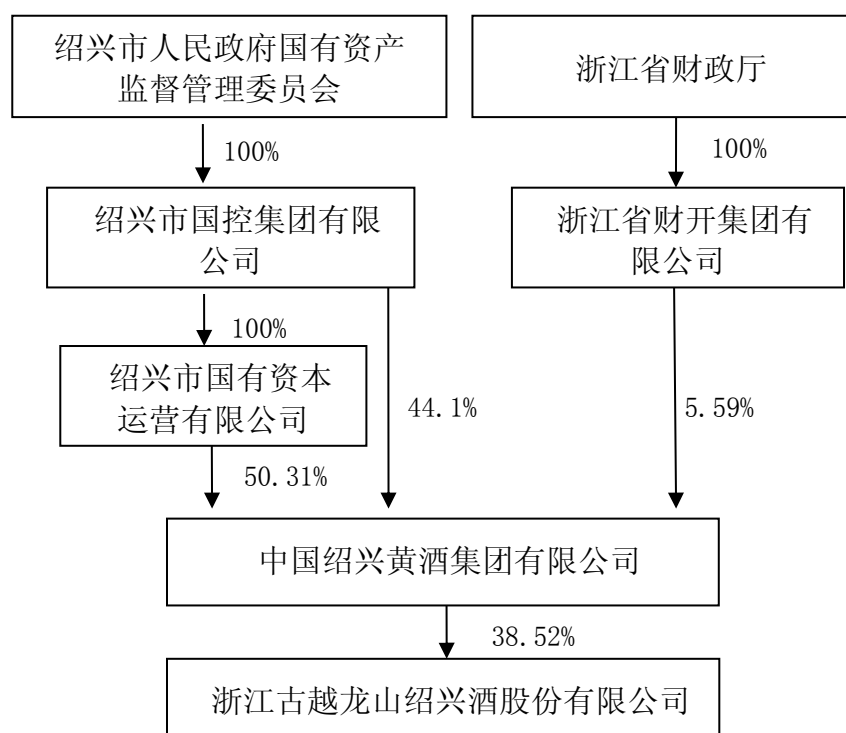 绍兴市人民政府国有资产
监督管理委员会
浙江省财政厅
100%
100%
绍兴市国控集团有限
公司
浙江省财开集团有
限公司
100%
绍兴市国有资本
运营有限公司
44.1%
5.59%
50.31%
中国绍兴黄酒集团有限公司
38.52%
浙江古越龙山绍兴酒股份有限公司